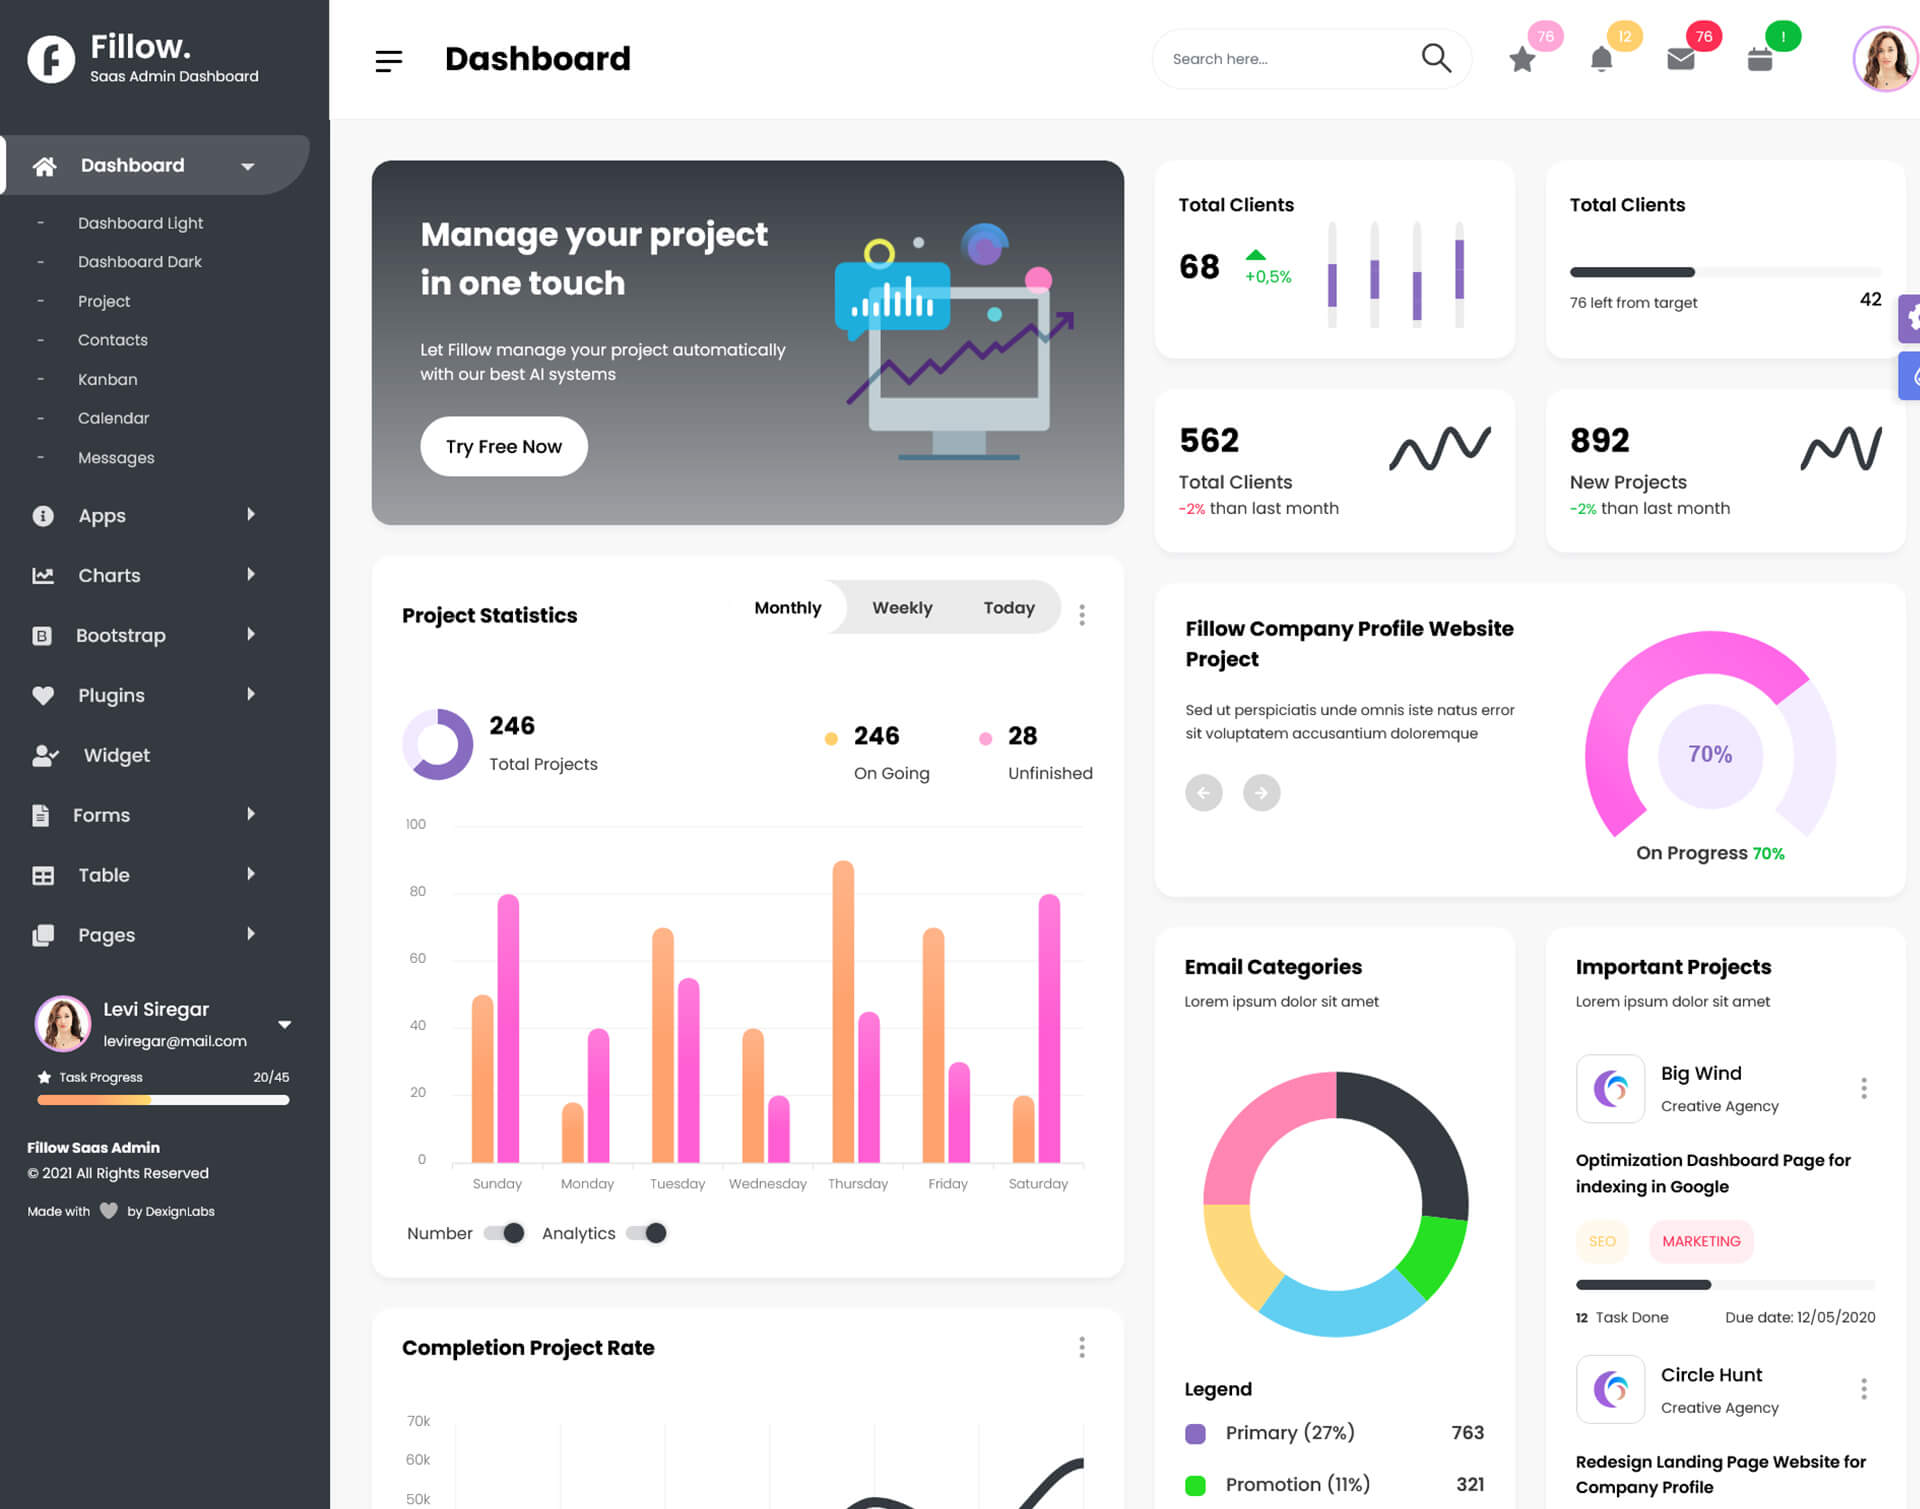 Fillow.
Saas Admin Dashboard
Dashboard
Search here...
76
12
76
!
Dashboard
- Dashboard Light
- Dashboard Dark
- Project
- Contacts
- Kanban
- Calendar
- Messages
Apps
Charts
Bootstrap
Plugins
Widget
Forms
Table
Pages
Levi Siregar
leviregar@mail.com
Task Progress 20/45
Fillow Saas Admin
© 2021 All Rights Reserved
Made with by DexignLabs
Manage your project
in one touch
Let Fillow manage your project automatically
with our best AI systems
Try Free Now
Total Clients
68
+0,5%
Total Clients
76 left from target 42
562
Total Clients
-2% than last month
892
New Projects
-2% than last month
Project Statistics
Monthly Weekly Today
246
Total Projects
246
On Going
28
Unfinished
100
80
60
40
20
0
Sunday Monday Tuesday Wednesday Thursday Friday Saturday
Number Analytics
Fillow Company Profile Website
Project
Sed ut perspiciatis unde omnis iste natus error
sit voluptatem accusantium doloremque
70%
On Progress 70%
Completion Project Rate
70k
60k
50k
Email Categories
Lorem ipsum dolor sit amet
Legend
Primary (27%) 763
Promotion (11%) 321
Important Projects
Lorem ipsum dolor sit amet
Big Wind
Creative Agency
Optimization Dashboard Page for
indexing in Google
SEO MARKETING
12 Task Done Due date: 12/05/2020
Circle Hunt
Creative Agency
Redesign Landing Page Website for
Company Profile